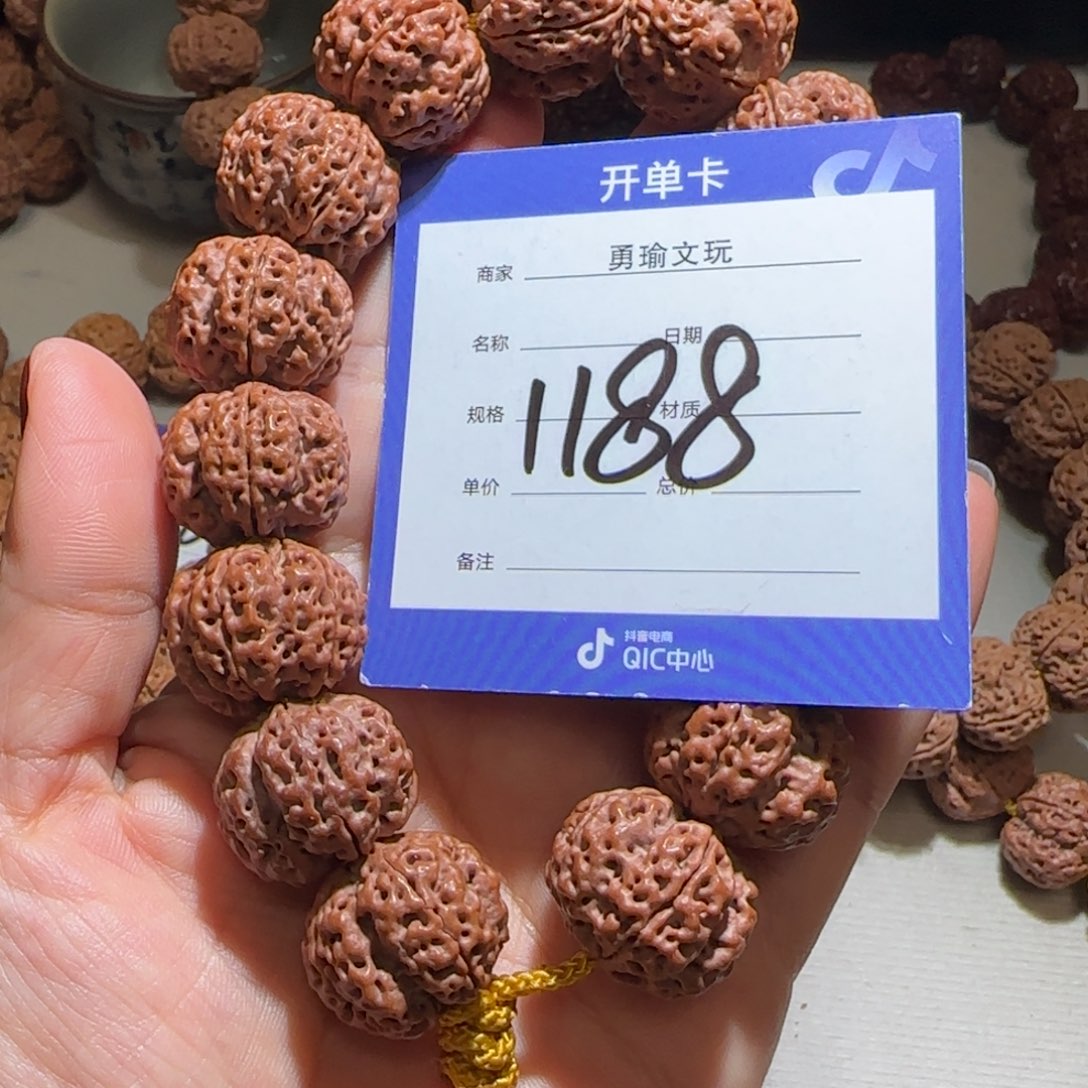 开单卡
商家 勇瑜文玩
名称 日期
规格 1188 材质
单价 总价
备注
抖音电商
QIC中心